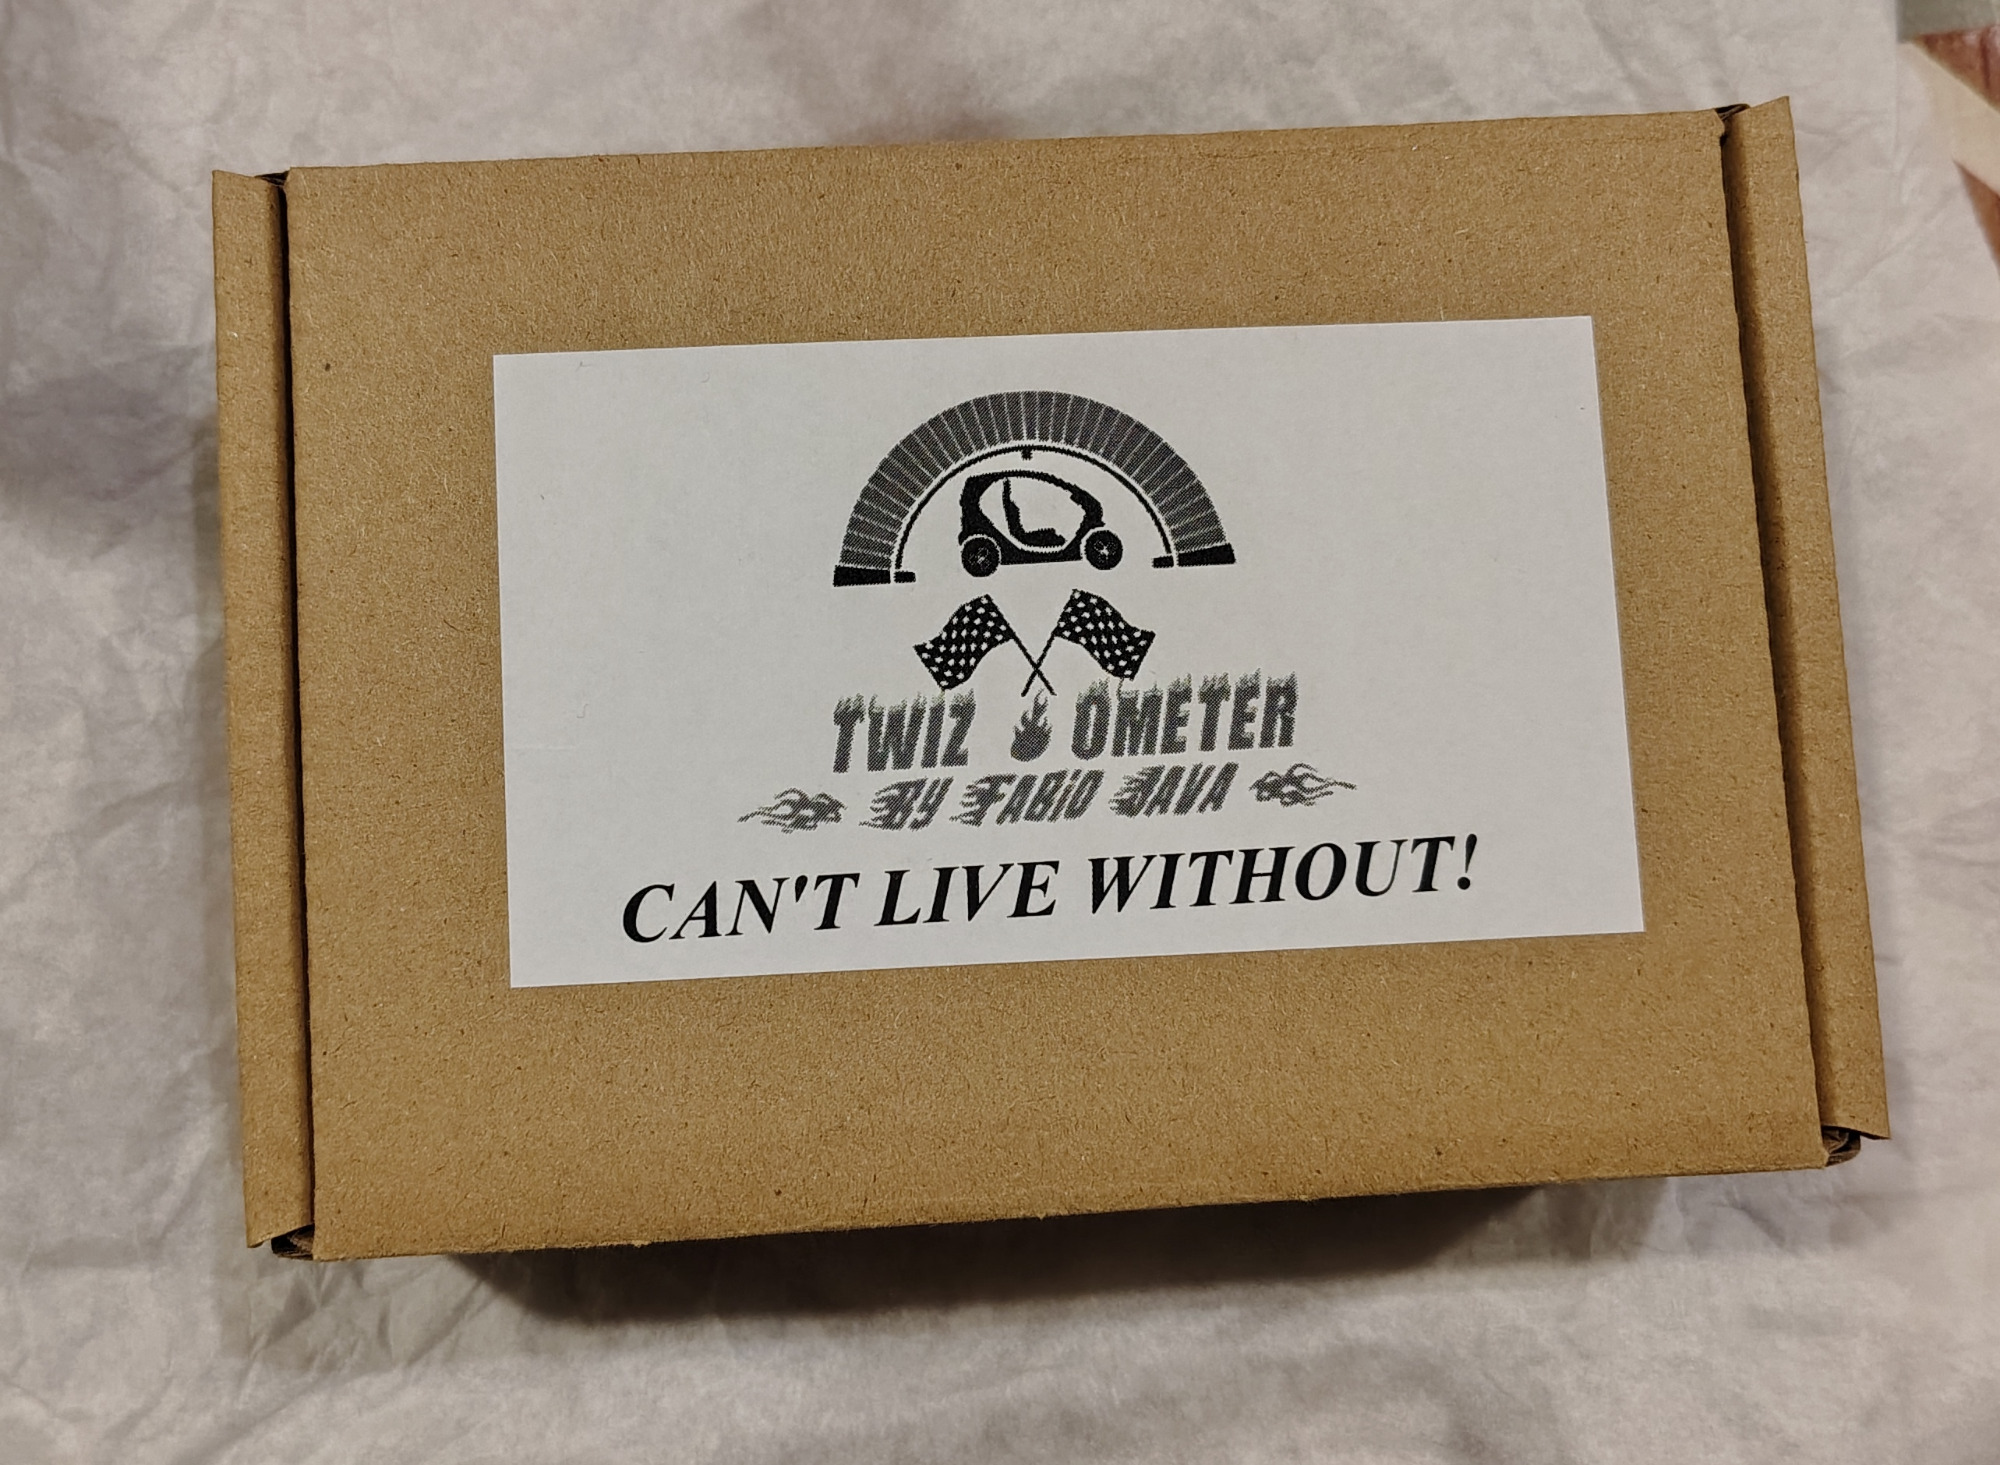 TWIZ OMETER
BY FABiO JAVA
CAN'T LIVE WITHOUT!